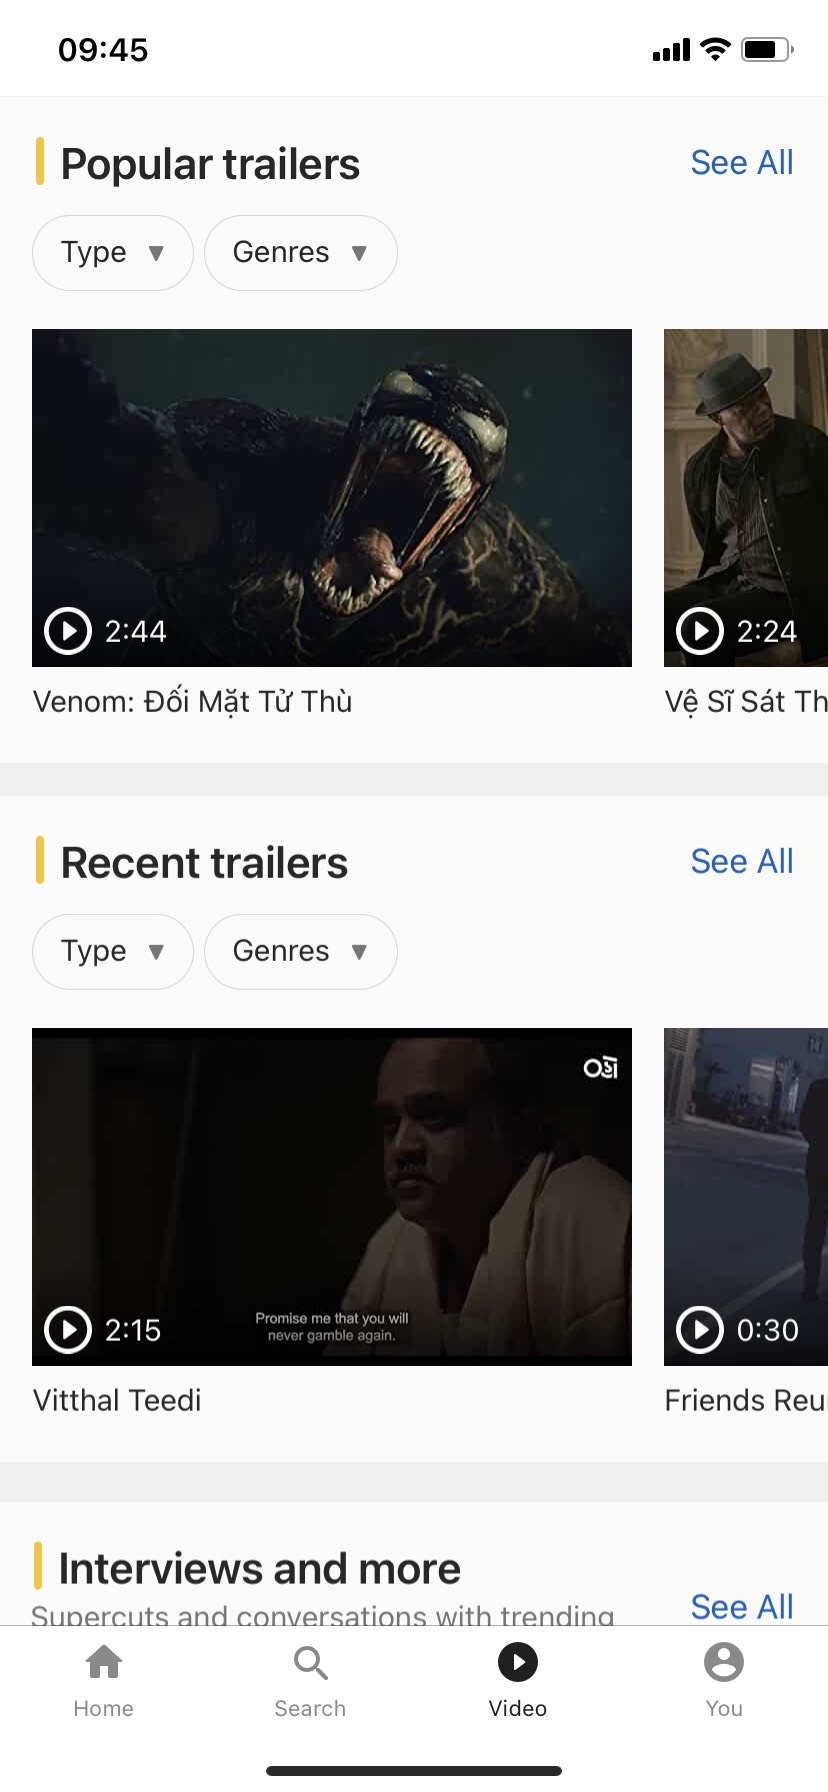 09:45
Popular trailers
See All
Type ▼ Genres ▼
2:44
2:24
Venom: Đối Mặt Tử Thù
Vệ Sĩ Sát Th
Recent trailers
See All
Type ▼ Genres ▼
Promise me that you will
never gamble again.
2:15
0:30
Vitthal Teedi
Friends Reu
Interviews and more
Supercuts and conversations with trending
See All
Home Search Video You